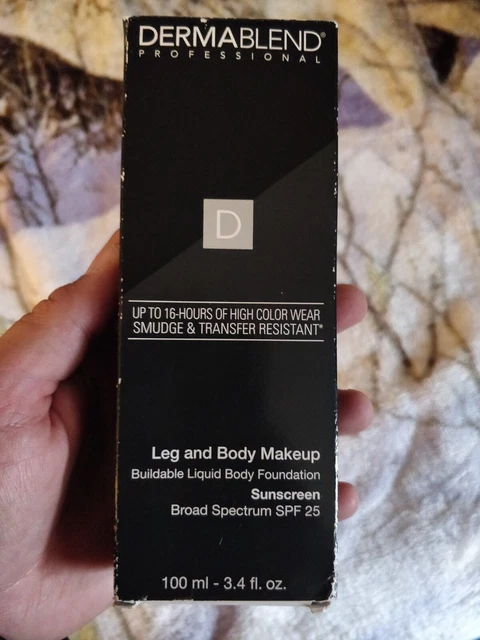 DERMABLEND®
PROFESSIONAL
D
UP TO 16-HOURS OF HIGH COLOR WEAR
SMUDGE & TRANSFER RESISTANT*
Leg and Body Makeup
Buildable Liquid Body Foundation
Sunscreen
Broad Spectrum SPF 25
100 ml - 3.4 fl. oz.